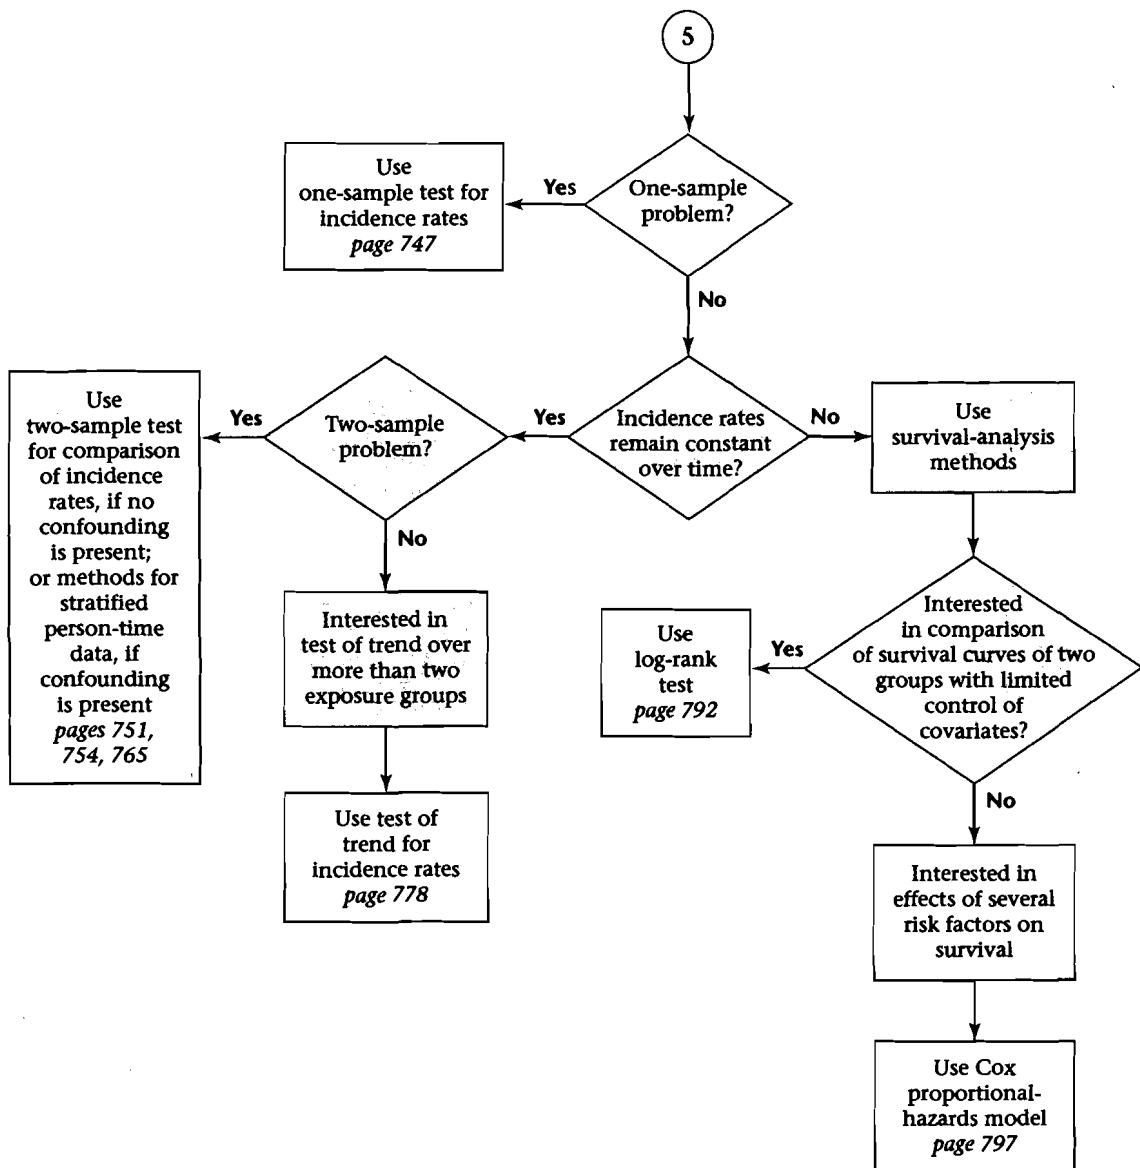 5
One-sample
problem?
Yes
Use
one-sample test for
incidence rates
page 747
No
Incidence rates
remain constant
over time?
Yes
Two-sample
problem?
Yes
Use
two-sample test
for comparison
of incidence
rates, if no
confounding
is present;
or methods for
stratified
person-time
data, if
confounding
is present
pages 751,
754, 765
No
Interested in
test of trend over
more than two
exposure groups
Use test of
trend for
incidence rates
page 778
No
Use
survival-analysis
methods
Interested
in comparison
of survival curves of two
groups with limited
control of
covariates?
Yes
Use
log-rank
test
page 792
No
Interested in
effects of several
risk factors on
survival
Use Cox
proportional-
hazards model
page 797